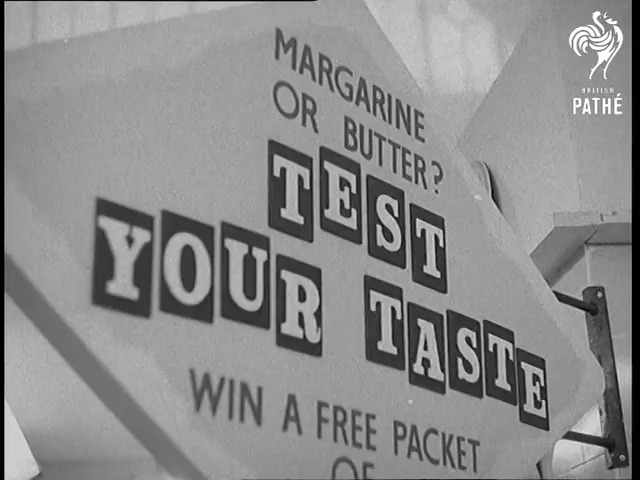 MARGARINE
OR BUTTER?
TEST
YOUR TASTE
WIN A FREE PACKET
OF
BRITISH
PATHÉ